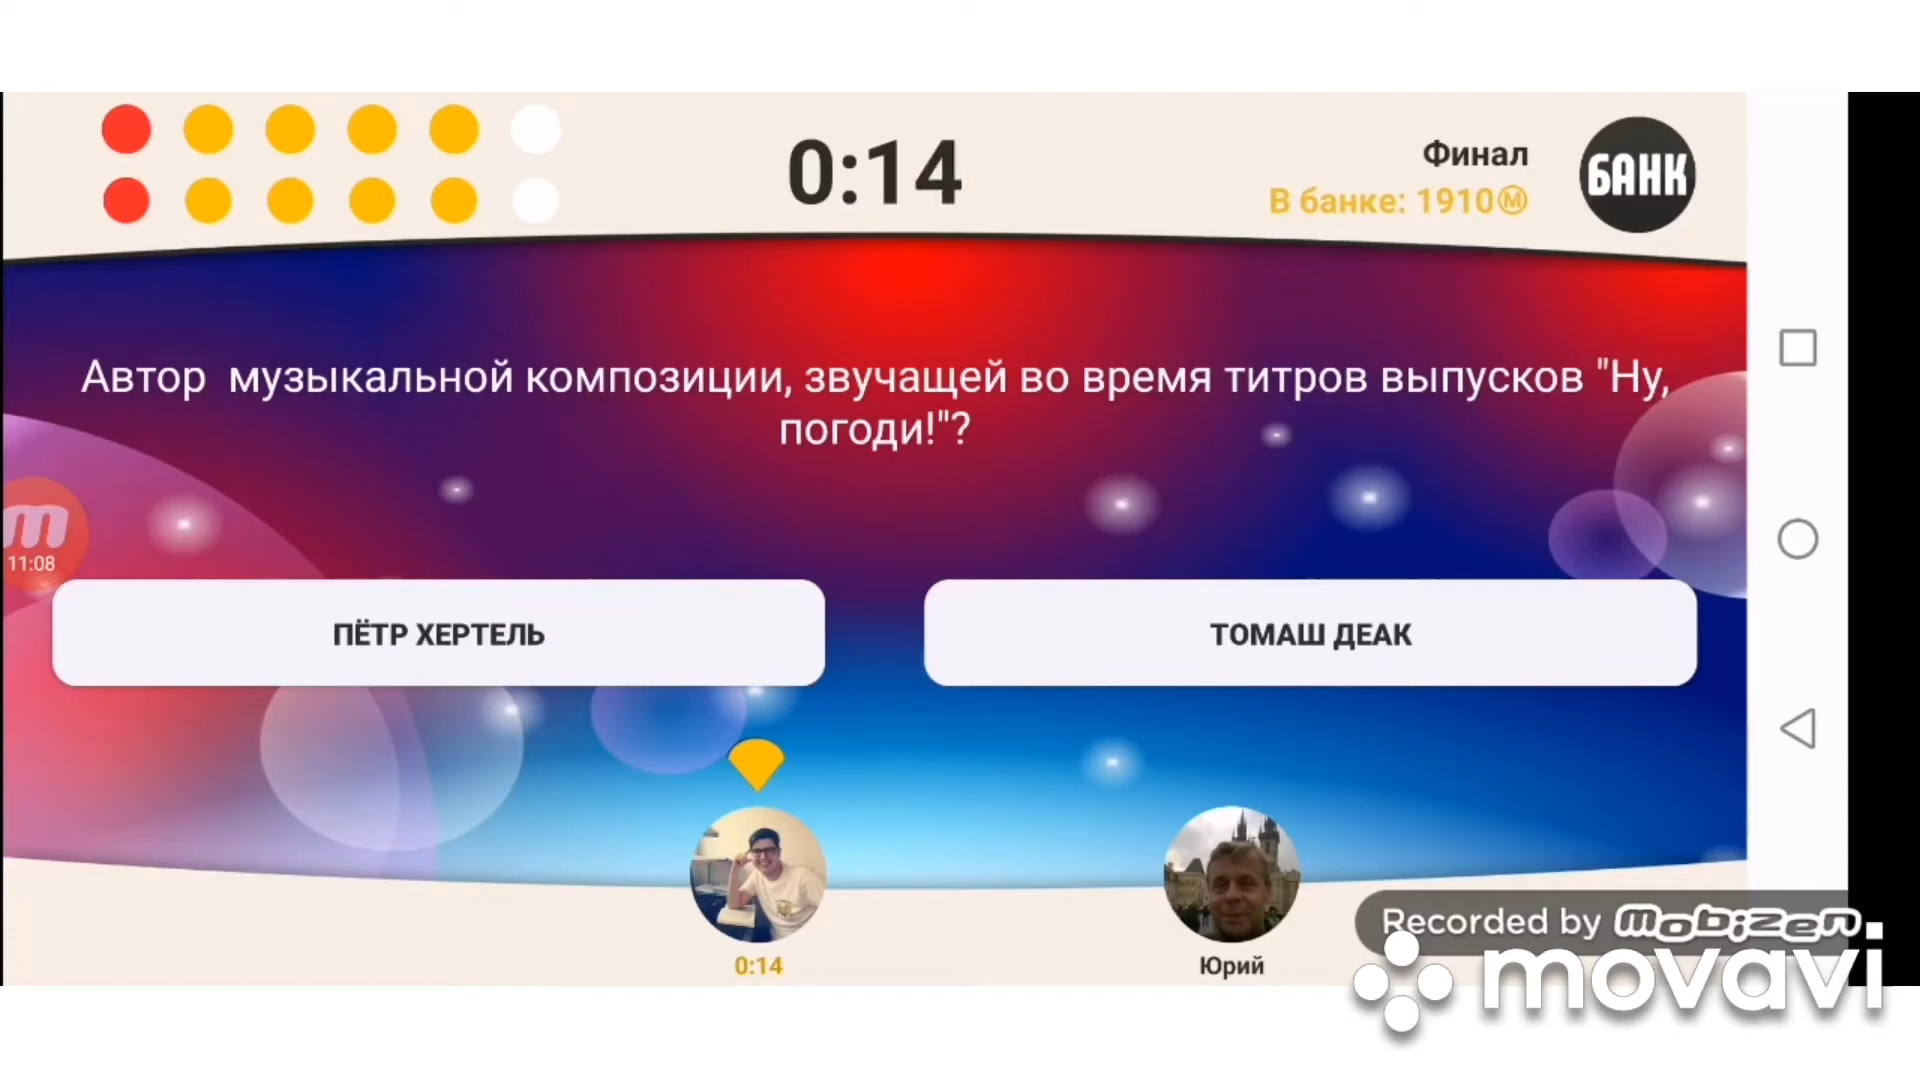 0:14
Финал
В банке: 1910Ⓜ
БАНК
Автор музыкальной композиции, звучащей во время титров выпусков "Ну,
погоди!"?
m
11:08
ПЁТР ХЕРТЕЛЬ
ТОМАШ ДЕАК
0:14
Юрий
Recorded by mobizen
movavi